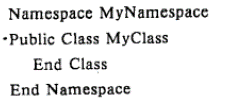 Namespace MyNamespace
Public Class MyClass
End Class
End Namespace